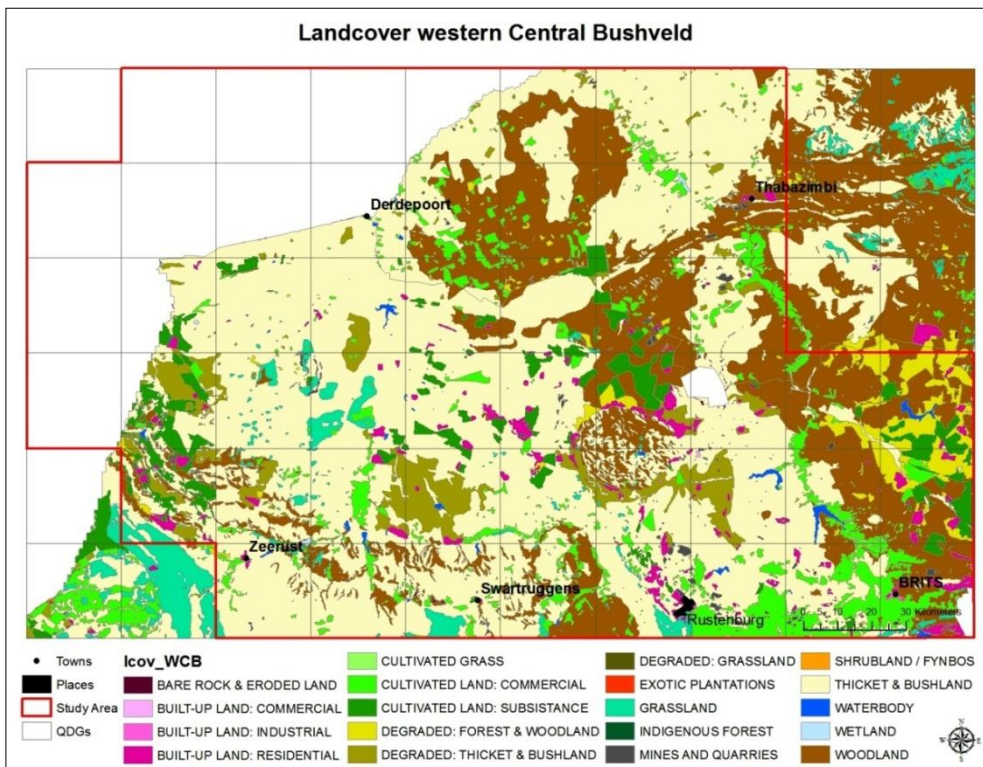 Landcover western Central Bushveld
Thabazimbi
Derdepoort
Zeerust
Swartruggens
BRITS
Rustenburg
0 5 10 20 30 Kilometers
Towns
Places
Study Area
QDGs
lcov_WCB
BARE ROCK & ERODED LAND
BUILT-UP LAND: COMMERCIAL
BUILT-UP LAND: INDUSTRIAL
BUILT-UP LAND: RESIDENTIAL
CULTIVATED GRASS
CULTIVATED LAND: COMMERCIAL
CULTIVATED LAND: SUBSISTANCE
DEGRADED: FOREST & WOODLAND
DEGRADED: THICKET & BUSHLAND
DEGRADED: GRASSLAND
EXOTIC PLANTATIONS
GRASSLAND
INDIGENOUS FOREST
MINES AND QUARRIES
SHRUBLAND / FYNBOS
THICKET & BUSHLAND
WATERBODY
WETLAND
WOODLAND
N
W E
S